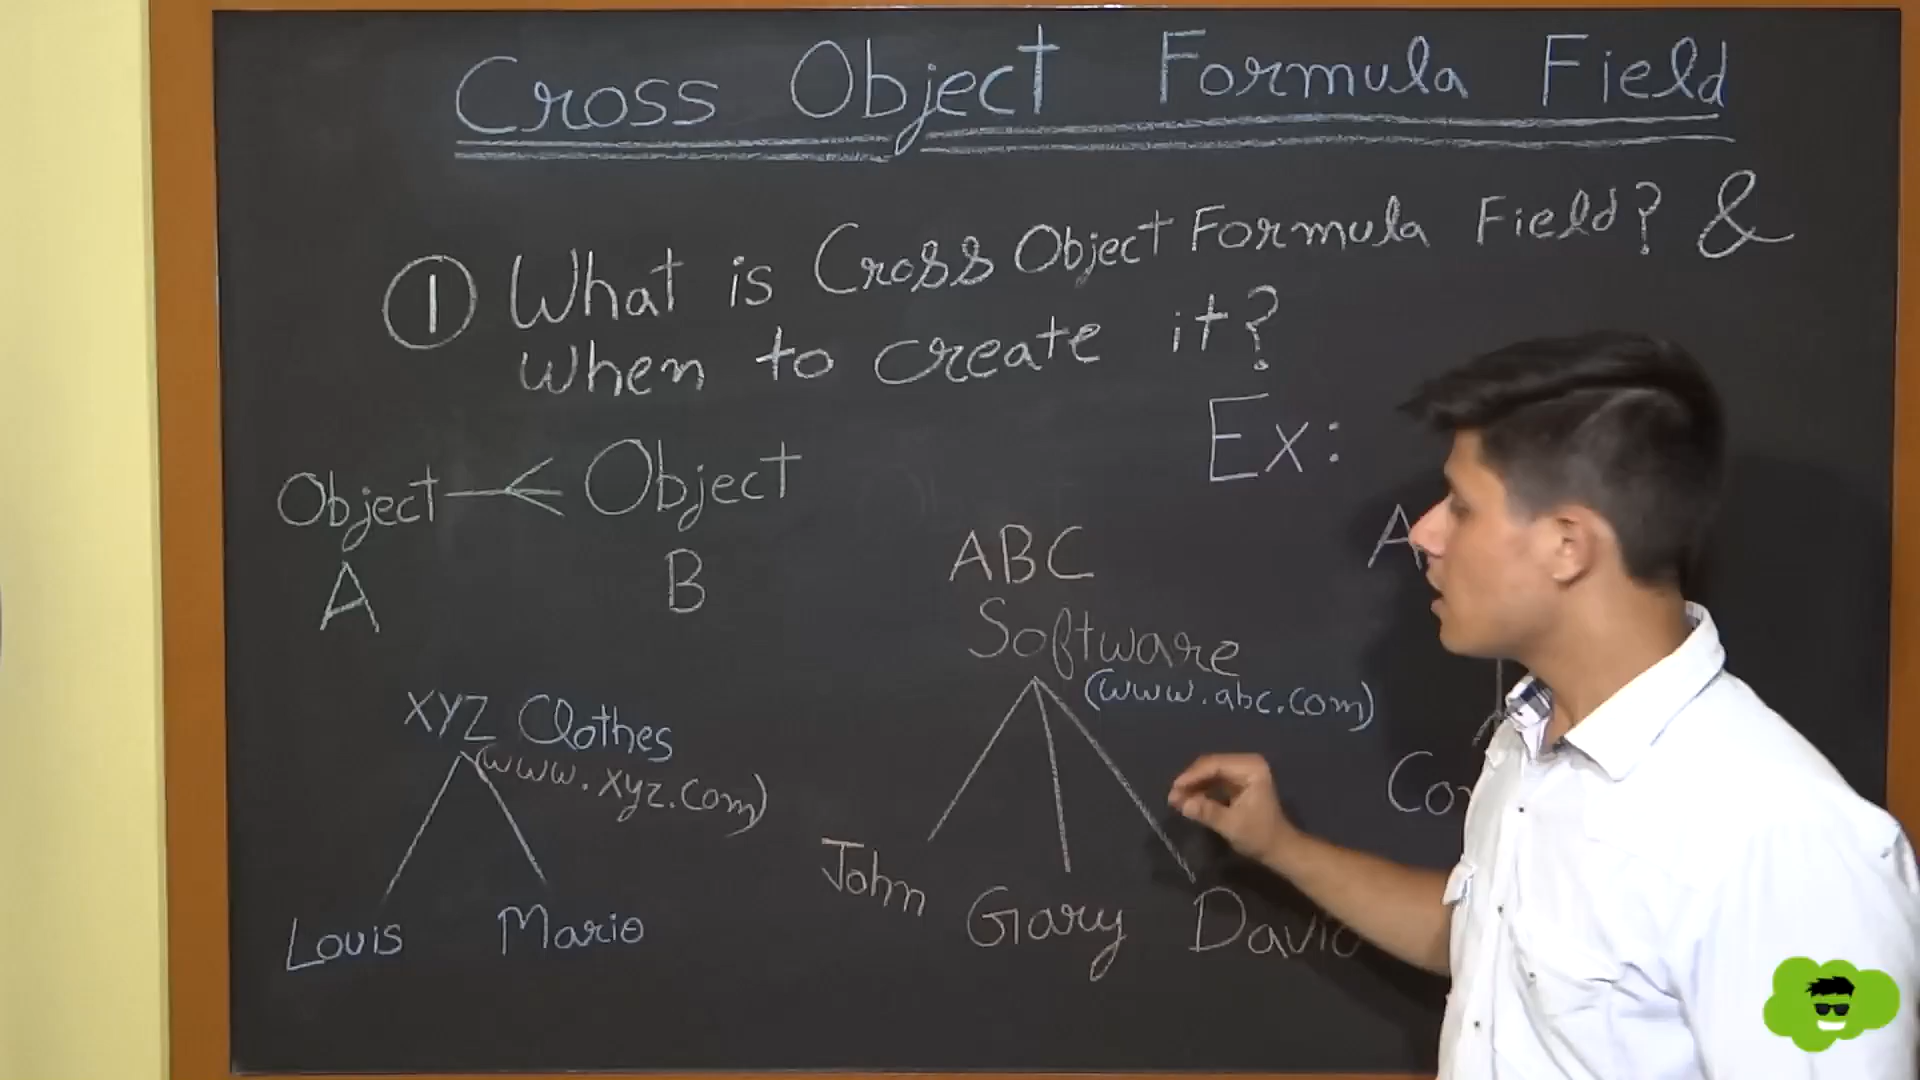 Cross Object Formula Field
① What is Cross Object Formula Field? &
when to create it?
Ex:
Object Object
A B
ABC
Software
(www.abc.com)
XYZ Clothes
(www.xyz.com)
John Gary David
Louis Mario